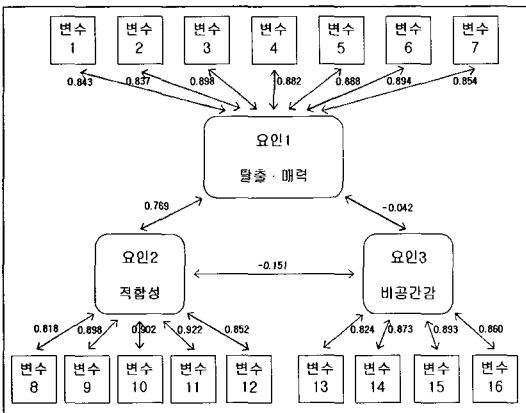 변수 변수 변수 변수 변수 변수 변수
1 2 3 4 5 6 7
0.843 0.837 0.898 0.882 0.888 0.894 0.854
요인1
탈출 · 매력
0.769 -0.042
요인2 -0.151 요인3
적합성 비공간감
0.818 0.898 0.902 0.922 0.852 0.824 0.873 0.893 0.860
변수 변수 변수 변수 변수 변수 변수 변수 변수
8 9 10 11 12 13 14 15 16